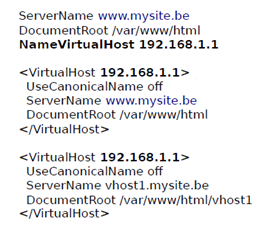 ServerName www.mysite.be
DocumentRoot /var/www/html
NameVirtualHost 192.168.1.1
<VirtualHost 192.168.1.1>
UseCanonicalName off
ServerName www.mysite.be
DocumentRoot /var/www/html
</VirtualHost>
<VirtualHost 192.168.1.1>
UseCanonicalName off
ServerName vhost1.mysite.be
DocumentRoot /var/www/html/vhost1
</VirtualHost>